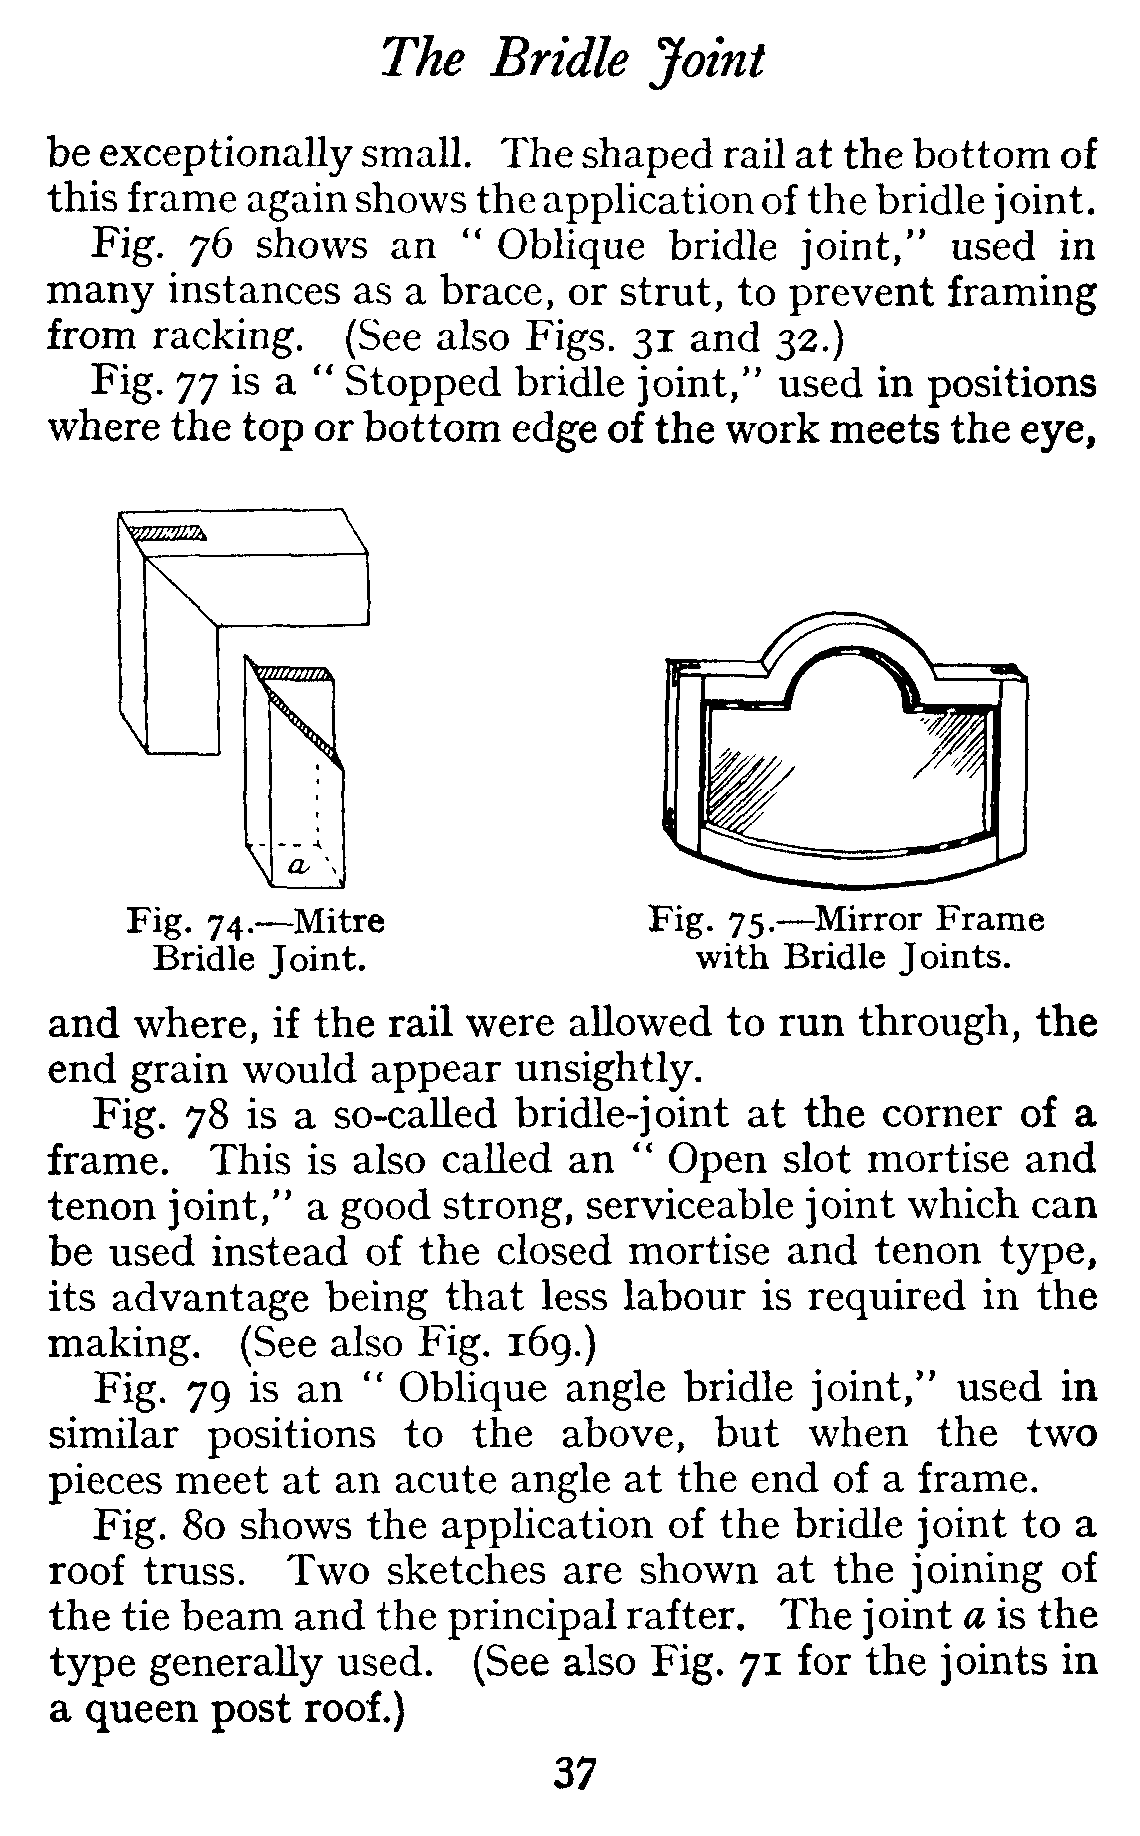 The Bridle Joint
be exceptionally small. The shaped rail at the bottom of
this frame again shows the application of the bridle joint.
Fig. 76 shows an “ Oblique bridle joint,” used in
many instances as a brace, or strut, to prevent framing
from racking. (See also Figs. 31 and 32.)
Fig. 77 is a “ Stopped bridle joint,” used in positions
where the top or bottom edge of the work meets the eye,
a
Fig. 74.—Mitre
Bridle Joint.
Fig. 75.—Mirror Frame
with Bridle Joints.
and where, if the rail were allowed to run through, the
end grain would appear unsightly.
Fig. 78 is a so-called bridle-joint at the corner of a
frame. This is also called an “ Open slot mortise and
tenon joint,” a good strong, serviceable joint which can
be used instead of the closed mortise and tenon type,
its advantage being that less labour is required in the
making. (See also Fig. 169.)
Fig. 79 is an “ Oblique angle bridle joint,” used in
similar positions to the above, but when the two
pieces meet at an acute angle at the end of a frame.
Fig. 80 shows the application of the bridle joint to a
roof truss. Two sketches are shown at the joining of
the tie beam and the principal rafter. The joint a is the
type generally used. (See also Fig. 71 for the joints in
a queen post roof.)
37